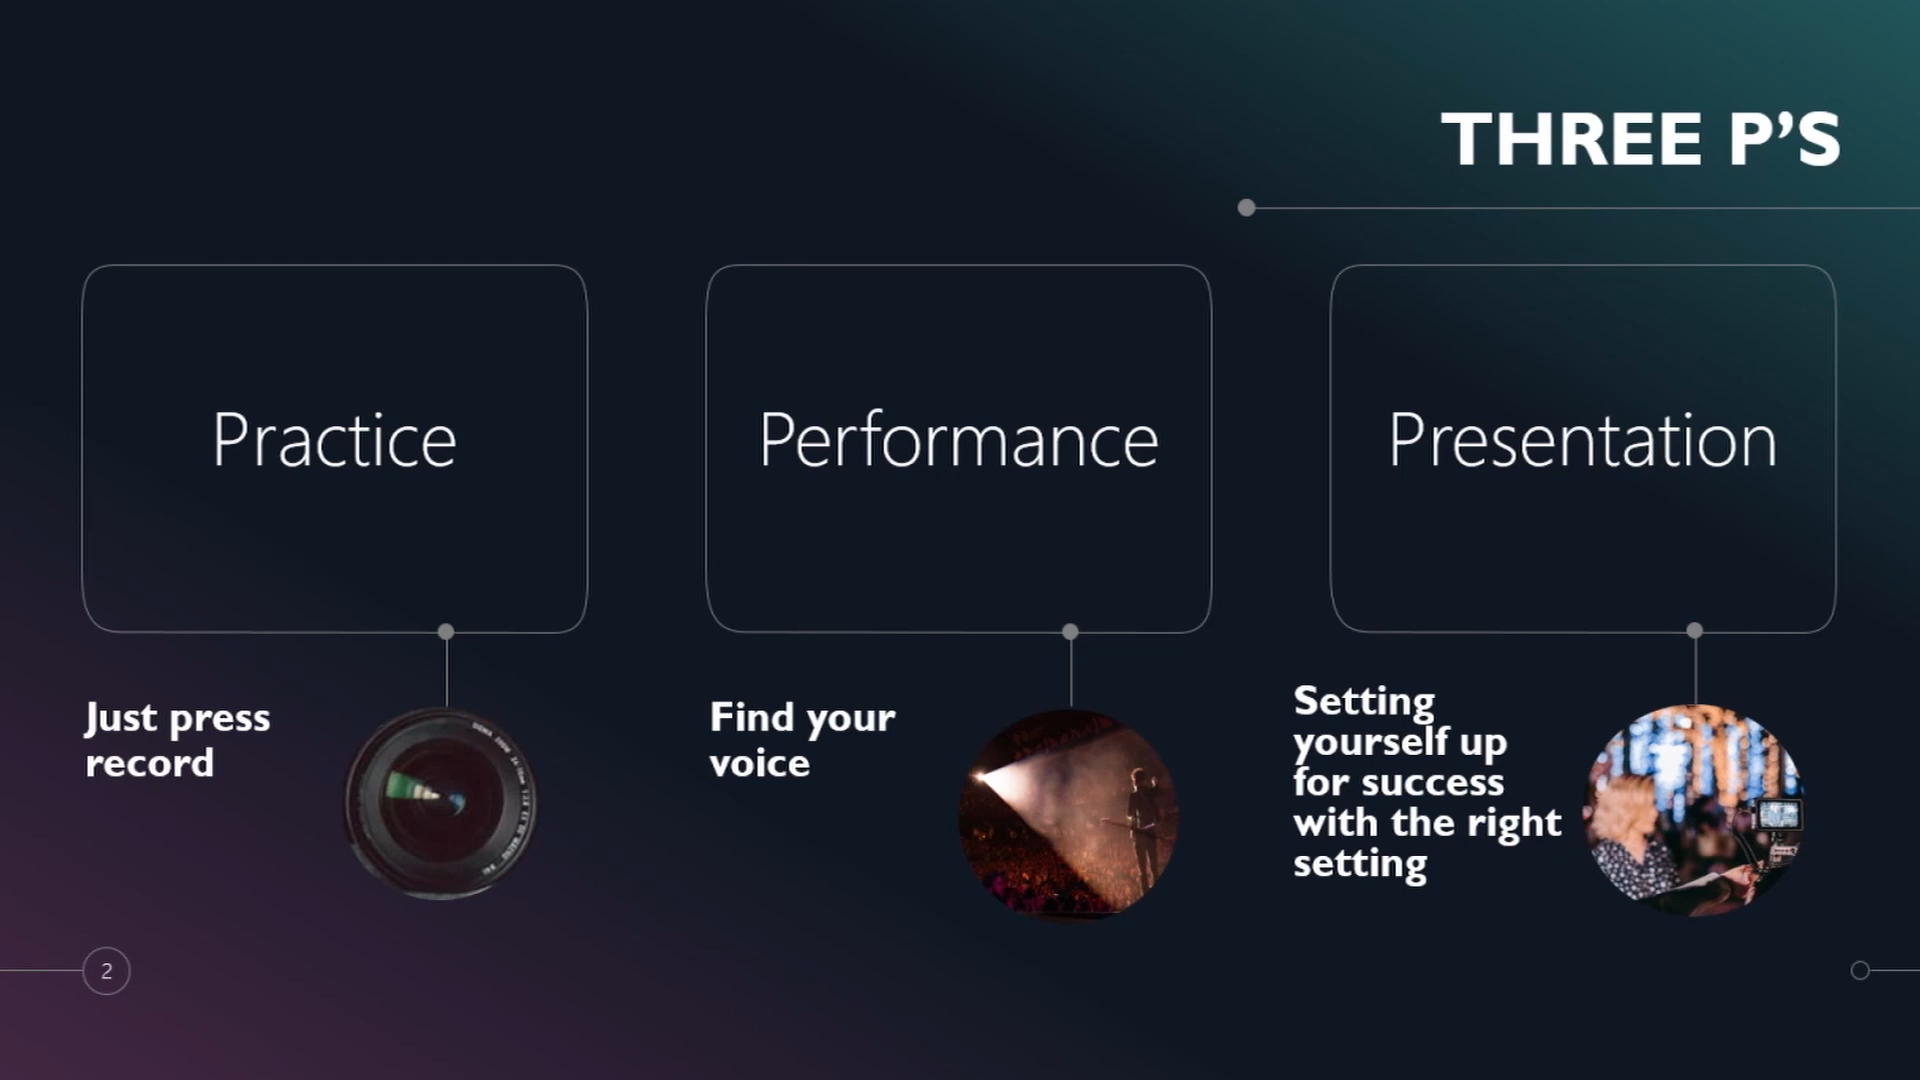 THREE P’S
Practice
Performance
Presentation
Just press
record
Find your
voice
Setting
yourself up
for success
with the right
setting
2